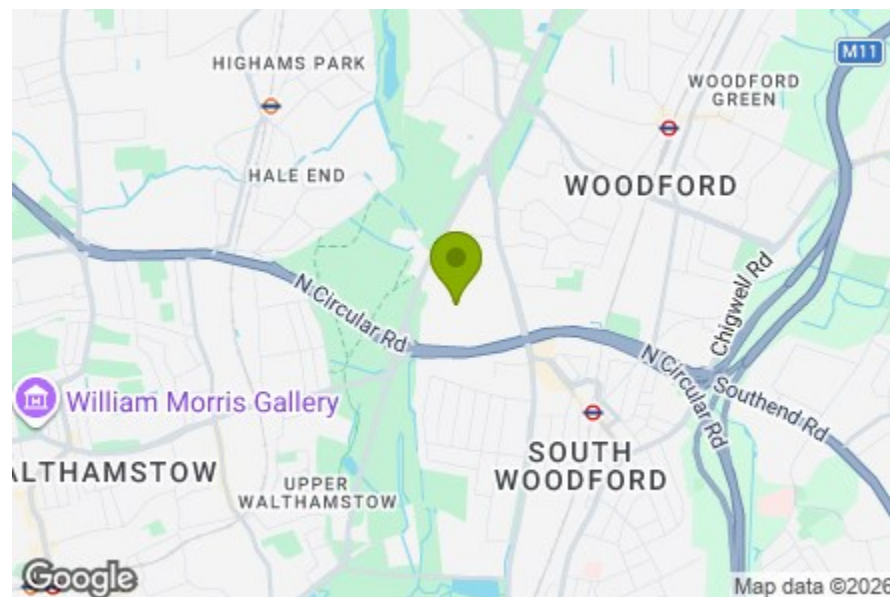 M11
HIGHAMS PARK
WOODFORD
GREEN
HALE END
WOODFORD
Chigwell Rd
N Circular Rd
N Circular Rd
Southend Rd
William Morris Gallery
SOUTH
WOODFORD
ALTHAMSTOW
UPPER
WALTHAMSTOW
Google
Map data ©2026